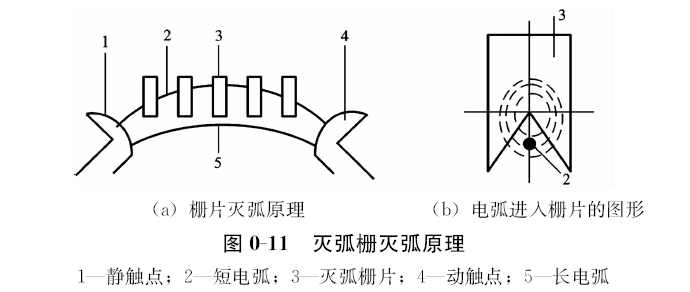 1 2 3 4
5
3
2
(a) 栅片灭弧原理 (b) 电弧进入栅片的图形
图 0-11 灭弧栅灭弧原理
1—静触点；2—短电弧；3—灭弧栅片；4—动触点；5—长电弧